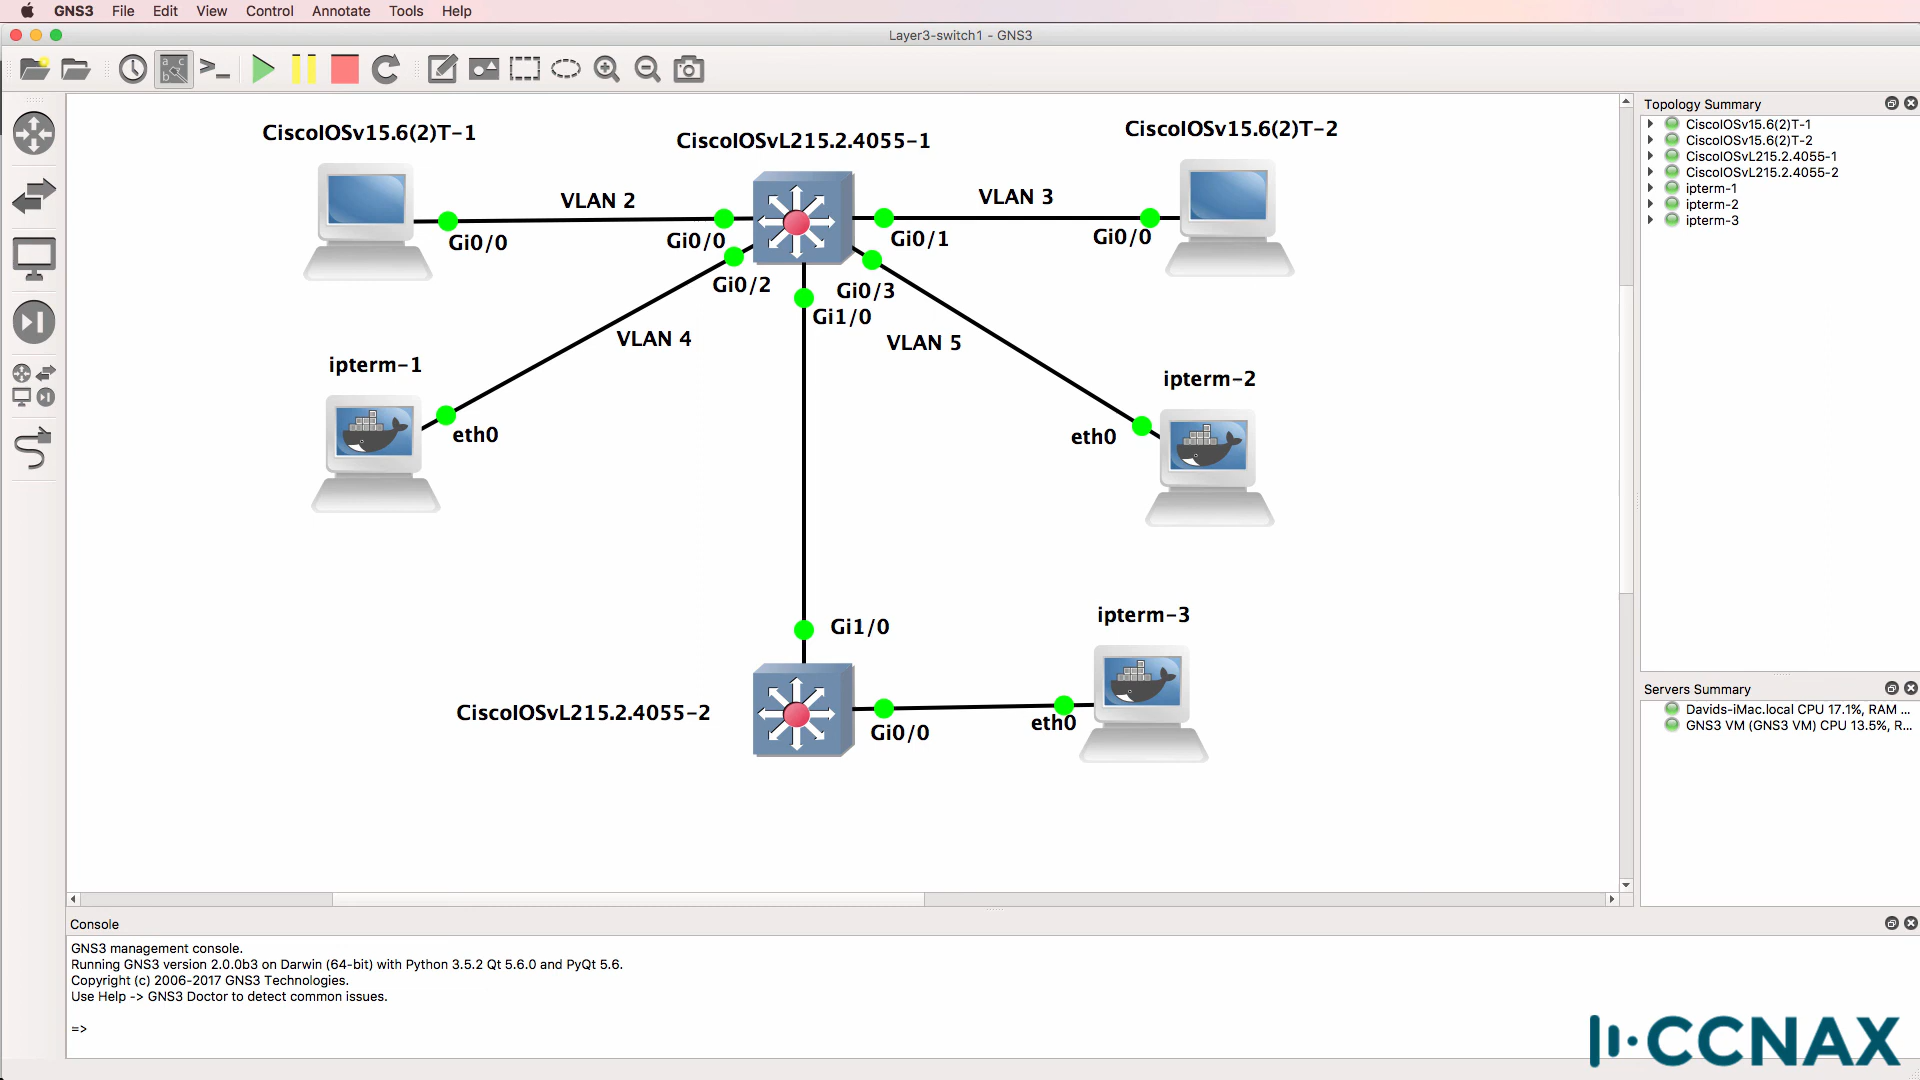 GNS3 File Edit View Control Annotate Tools Help
Layer3-switch1 - GNS3
CiscoIOSv15.6(2)T-1
CiscoIOSvL215.2.4055-1
CiscoIOSv15.6(2)T-2
VLAN 2
VLAN 3
Gi0/0
Gi0/0
Gi0/1
Gi0/0
Gi0/2
Gi0/3
Gi1/0
VLAN 4
VLAN 5
ipterm-1
ipterm-2
eth0
eth0
ipterm-3
Gi1/0
CiscoIOSvL215.2.4055-2
Gi0/0
eth0
Topology Summary
CiscoIOSv15.6(2)T-1
CiscoIOSv15.6(2)T-2
CiscoIOSvL215.2.4055-1
CiscoIOSvL215.2.4055-2
ipterm-1
ipterm-2
ipterm-3
Servers Summary
Davids-iMac.local CPU 17.1%, RAM ...
GNS3 VM (GNS3 VM) CPU 13.5%, R...
Console
GNS3 management console.
Running GNS3 version 2.0.0b3 on Darwin (64-bit) with Python 3.5.2 Qt 5.6.0 and PyQt 5.6.
Copyright (c) 2006-2017 GNS3 Technologies.
Use Help -> GNS3 Doctor to detect common issues.
=>
CCNAX